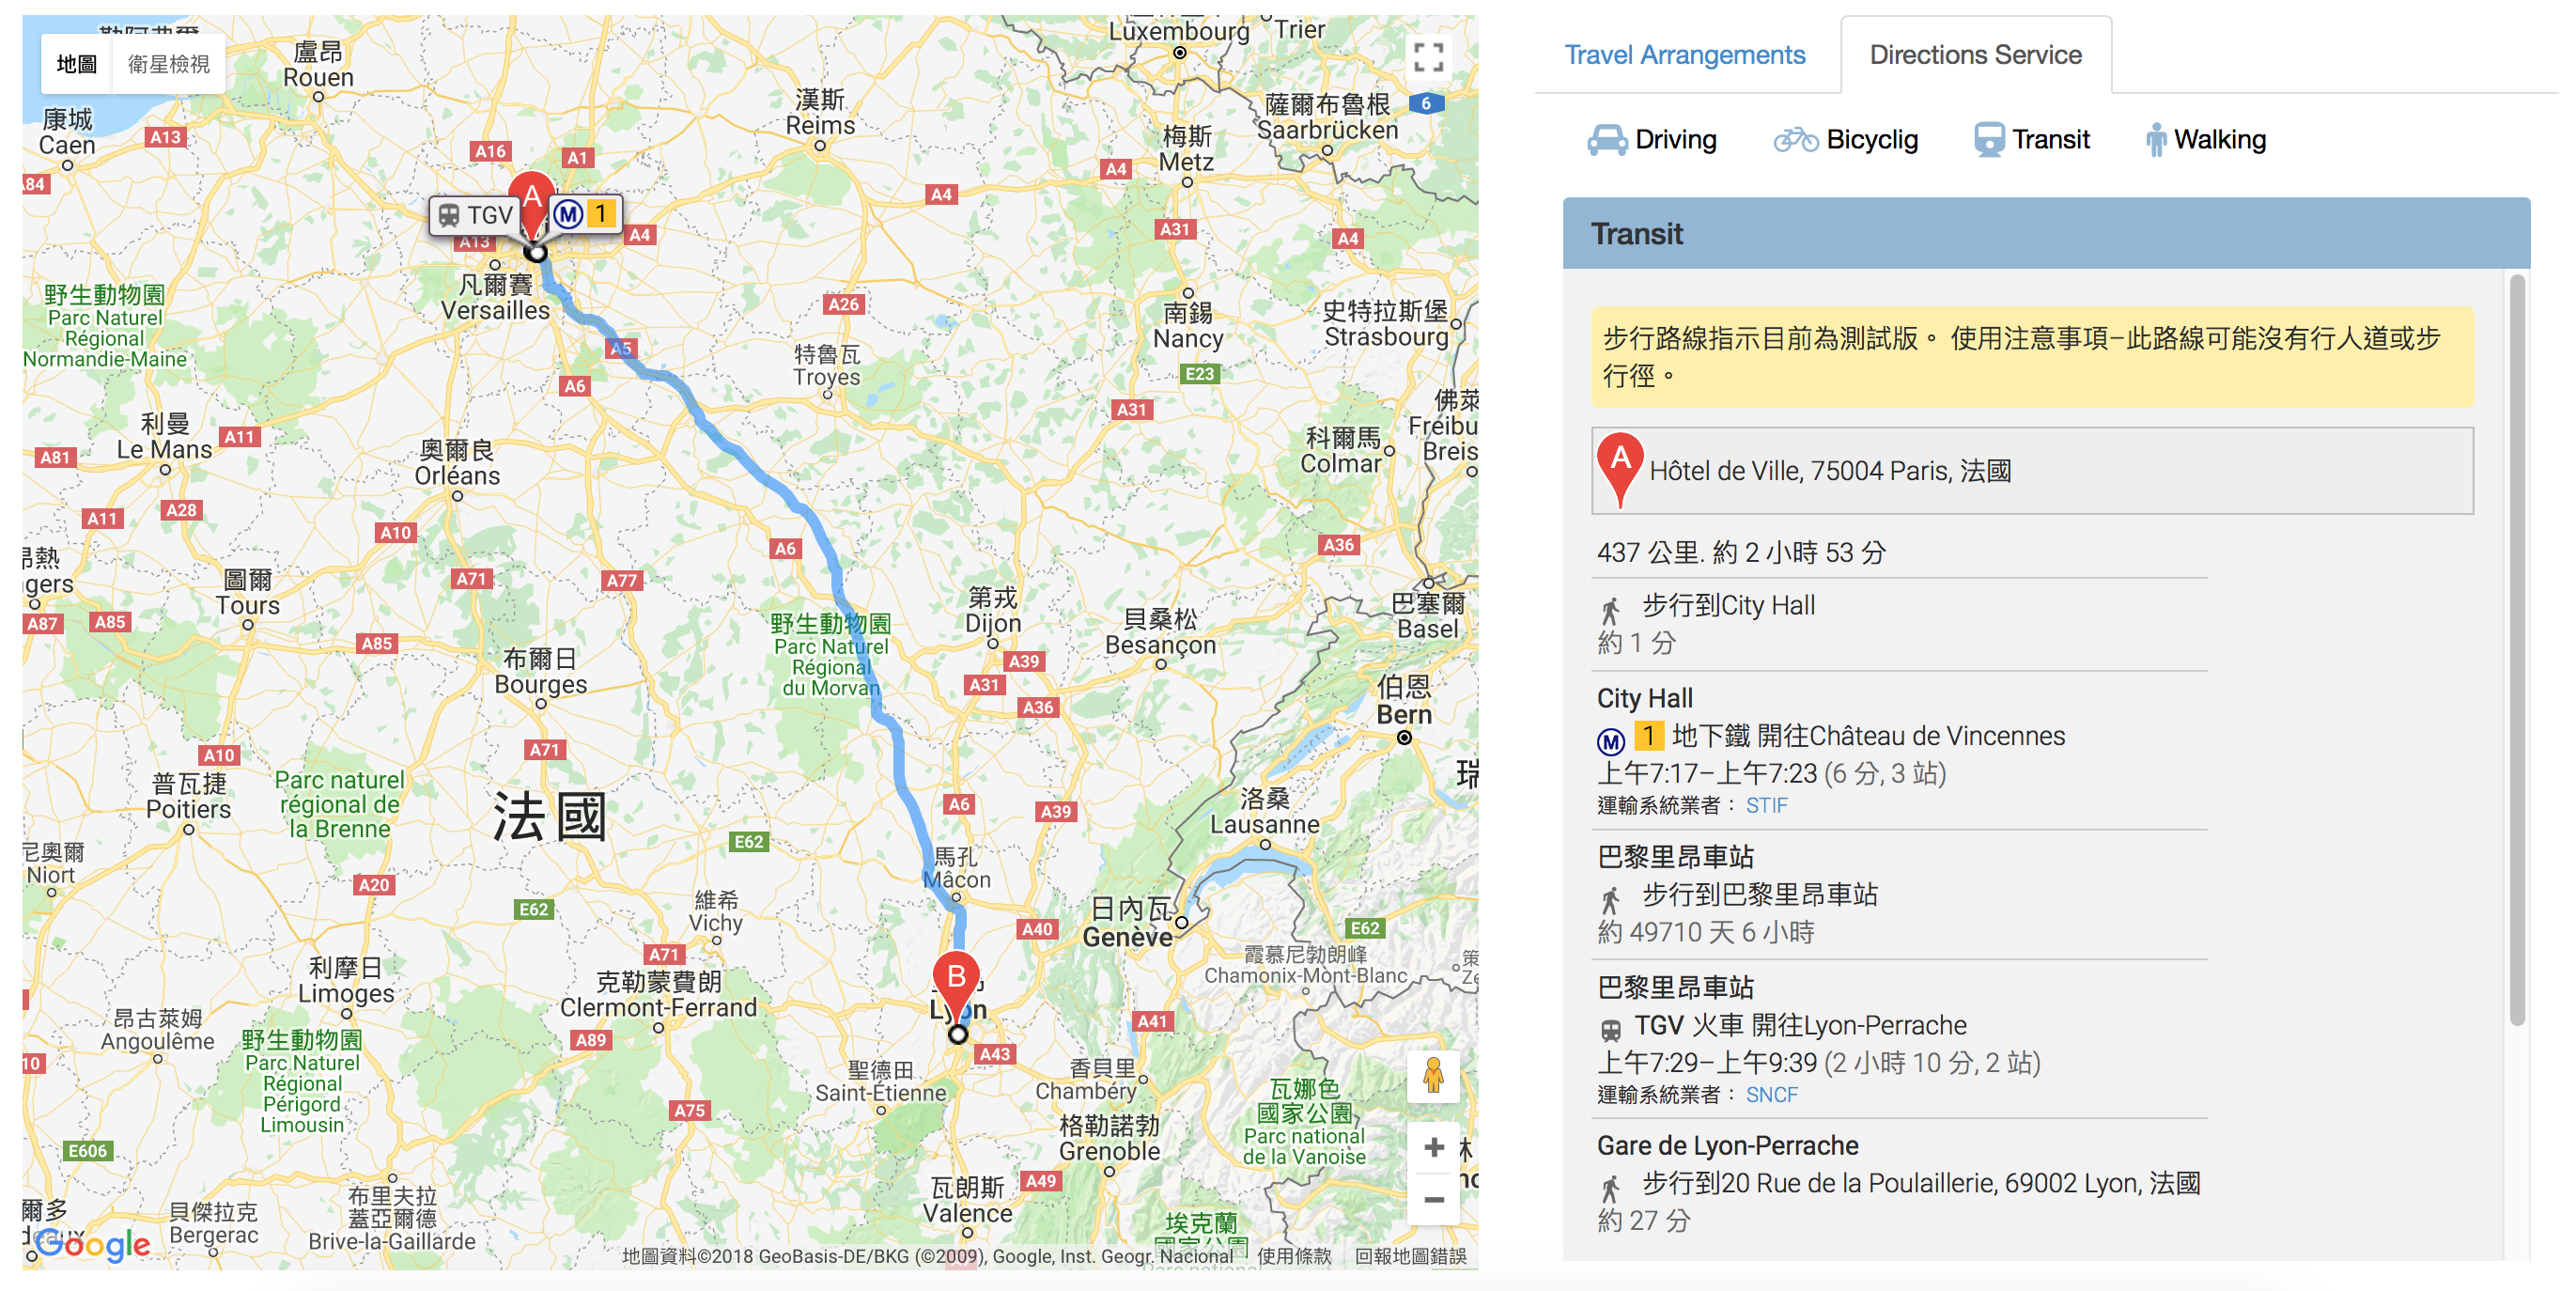 地圖
衛星檢視
盧昂
Rouen
康城
Caen
A13
A84
A16
A1
漢斯
Reims
Luxembourg
Trier
薩爾布魯根
Saarbrücken
6
梅斯
Metz
A4
A4
A
TGV
M 1
A13
A4
A31
A4
凡爾賽
Versailles
野生動物園
Parc Naturel
Régional
Normandie-Maine
A26
A5
A6
特魯瓦
Troyes
南錫
Nancy
史特拉斯堡
Strasbourg
E23
A31
利曼
Le Mans
A11
A81
奧爾良
Orléans
科爾馬
Colmar
A11
A28
A10
A6
A36
圖爾
Tours
A71
A77
A87
A85
A85
野生動物園
Parc Naturel
Régional
du Morvan
第戎
Dijon
貝桑松
Besançon
巴塞爾
Basel
A39
A31
A36
布爾日
Bourges
伯恩
Bern
A10
A71
普瓦捷
Poitiers
Parc naturel
régional de
la Brenne
法國
A6
A39
洛桑
Lausanne
E62
尼奧爾
Niort
A20
E62
馬孔
Mâcon
維希
Vichy
A40
日內瓦
Genève
E62
霞慕尼勃朗峰
Chamonix-Mont-Blanc
A71
利摩日
Limoges
克勒蒙費朗
Clermont-Ferrand
B
Lyon
昂古萊姆
Angoulême
野生動物園
Parc Naturel
Régional
Périgord
Limousin
A89
A43
A41
聖德田
Saint-Étienne
香貝里
Chambéry
A75
瓦娜色
國家公園
Parc national
de la Vanoise
格勒諾勃
Grenoble
E606
A49
瓦朗斯
Valence
埃克蘭
國家公園
布里夫拉
蓋亞爾德
Brive-la-Gaillarde
貝傑拉克
Bergerac
Google
地圖資料©2018 GeoBasis-DE/BKG (©2009), Google, Inst. Geogr. Nacional
使用條款
回報地圖錯誤
Travel Arrangements
Directions Service
Driving
Bicyclig
Transit
Walking
Transit
步行路線指示目前為測試版。 使用注意事項–此路線可能沒有行人道或步
行徑。
A Hôtel de Ville, 75004 Paris, 法國
437 公里. 約 2 小時 53 分
步行到City Hall
約 1 分
City Hall
M 1 地下鐵 開往Château de Vincennes
上午7:17–上午7:23 (6 分, 3 站)
運輸系統業者： STIF
巴黎里昂車站
步行到巴黎里昂車站
約 49710 天 6 小時
巴黎里昂車站
TGV 火車 開往Lyon-Perrache
上午7:29–上午9:39 (2 小時 10 分, 2 站)
運輸系統業者： SNCF
Gare de Lyon-Perrache
步行到20 Rue de la Poulaillerie, 69002 Lyon, 法國
約 27 分